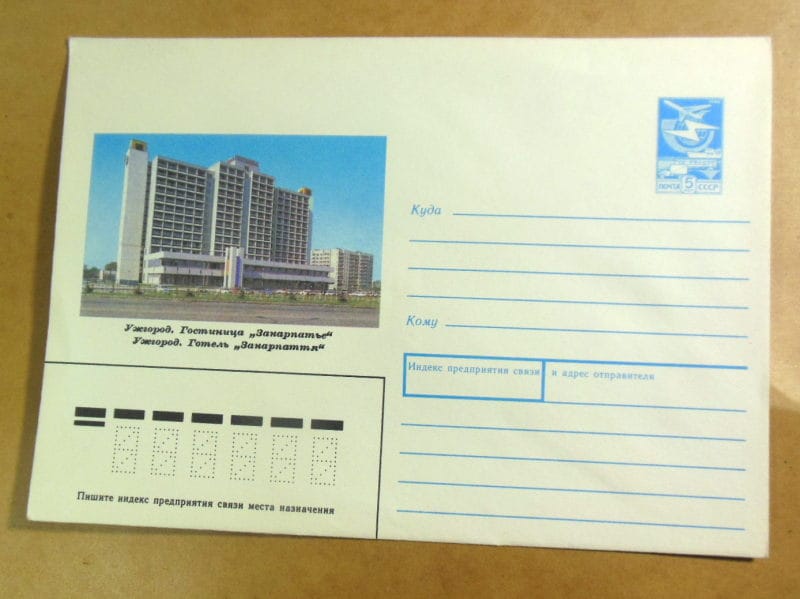 Ужгород. Гостиница „Закарпатье“
Ужгород. Готель „Закарпаття“
ПОЧТА 5 СССР
Куда
Кому
Индекс предприятия связи и адрес отправителя
Пишите индекс предприятия связи места назначения